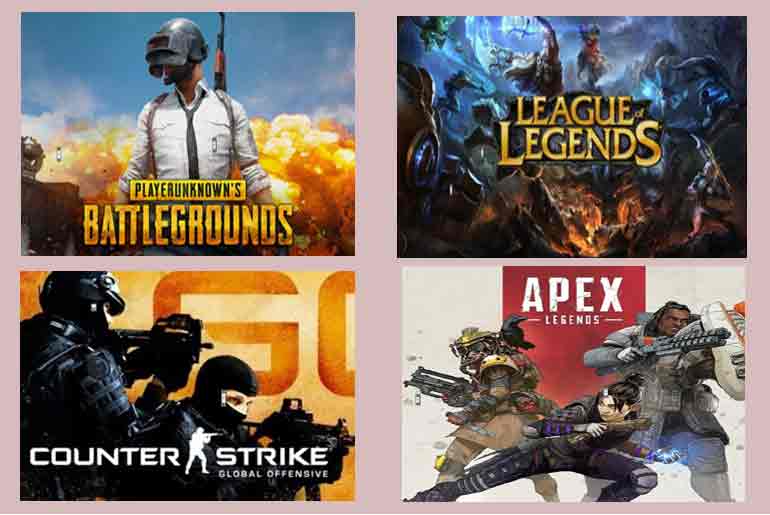 PLAYERUNKNOWN'S
BATTLEGROUNDS
LEAGUE of
LEGENDS
GO
COUNTER STRIKE
GLOBAL OFFENSIVE
APEX
LEGENDS